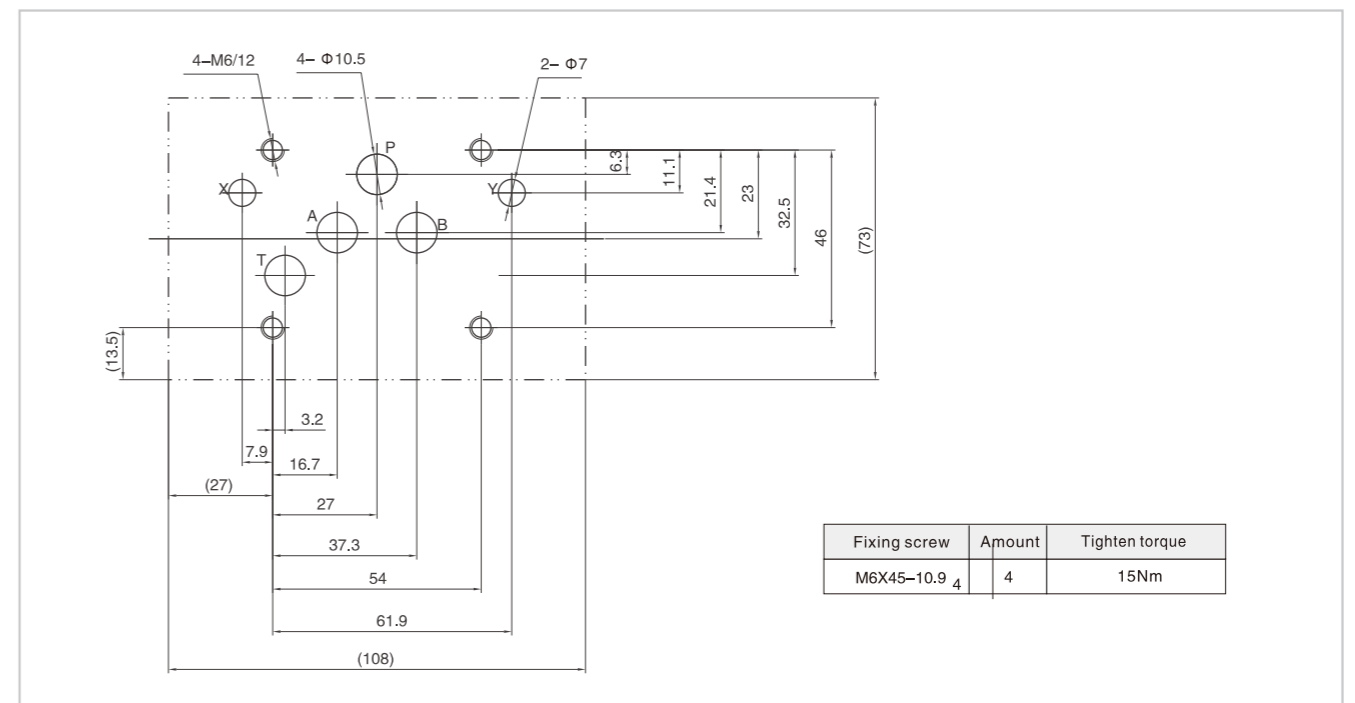 4–M6/12
4– Φ10.5
2– Φ7
P
X
Y
A
B
T
6.3
11.1
21.4
23
32.5
46
(73)
(13.5)
3.2
7.9
16.7
(27)
27
37.3
54
61.9
(108)
Fixing screw Amount Tighten torque
M6X45–10.9 4 4 15Nm